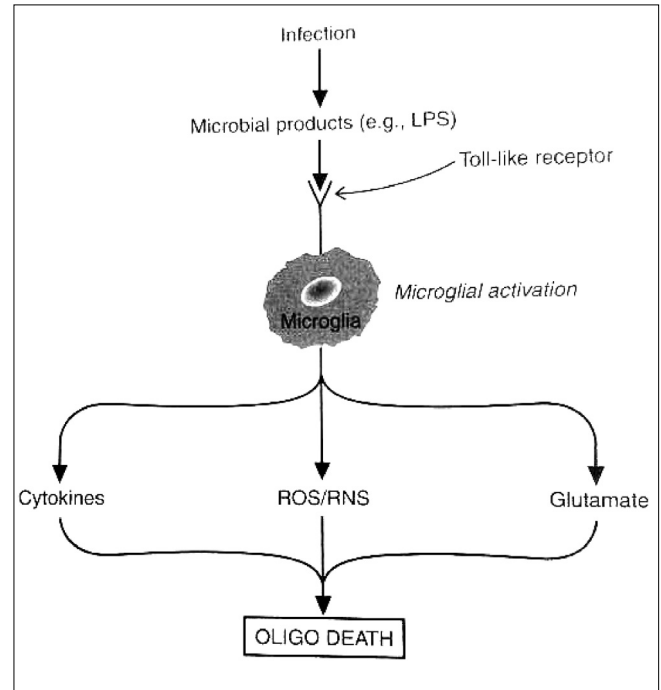 Infection
Microbial products (e.g., LPS)
Toll-like receptor
Microglial activation
Microglia
Cytokines
ROS/RNS
Glutamate
OLIGO DEATH